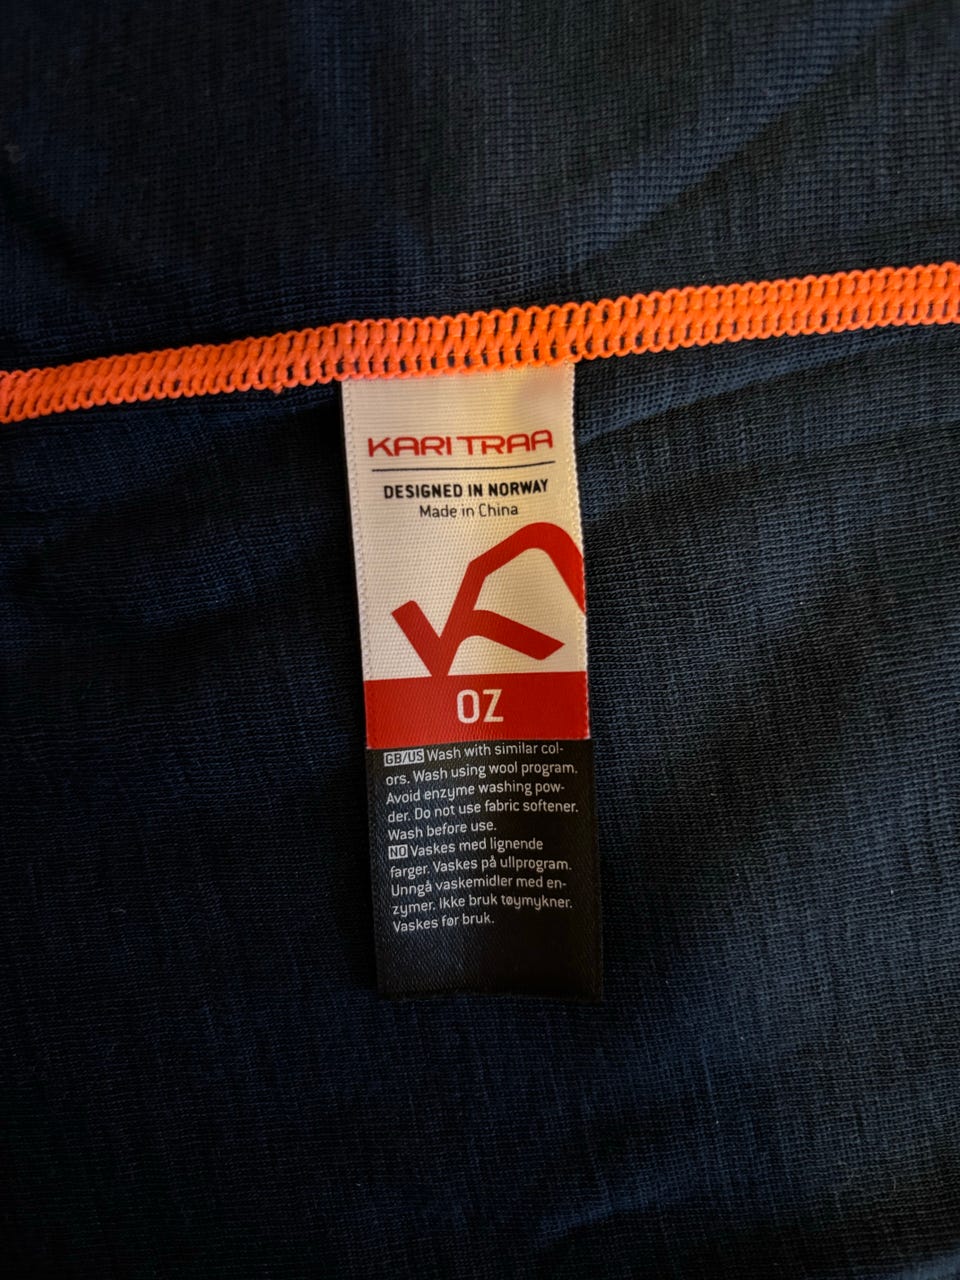 KARI TRAA
DESIGNED IN NORWAY
Made in China
OZ
GB/US Wash with similar col-
ors. Wash using wool program.
Avoid enzyme washing pow-
der. Do not use fabric softener.
Wash before use.
NO Vaskes med lignende
farger. Vaskes på ullprogram.
Unngå vaskemidler med en-
zymer. Ikke bruk tøymykner.
Vaskes før bruk.